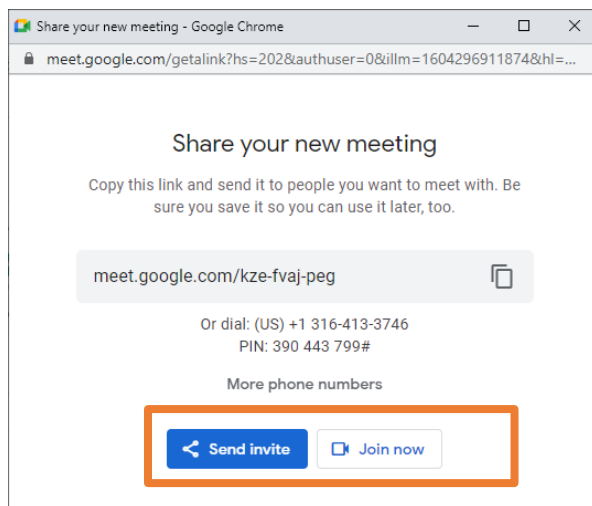 Share your new meeting - Google Chrome
meet.google.com/getalink?hs=202&authuser=0&illm=1604296911874&hl=...
Share your new meeting
Copy this link and send it to people you want to meet with. Be
sure you save it so you can use it later, too.
meet.google.com/kze-fvaj-peg
Or dial: (US) +1 316-413-3746
PIN: 390 443 799#
More phone numbers
Send invite
Join now